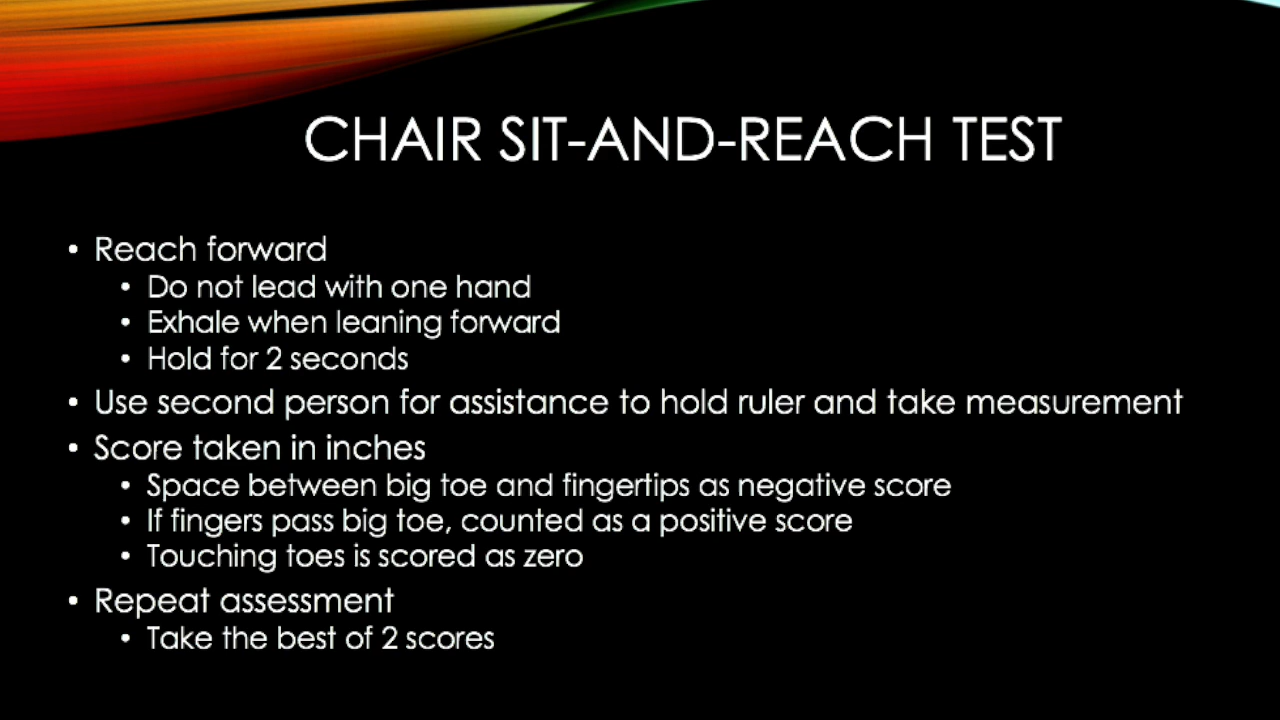 CHAIR SIT-AND-REACH TEST
• Reach forward
• Do not lead with one hand
• Exhale when leaning forward
• Hold for 2 seconds
• Use second person for assistance to hold ruler and take measurement
• Score taken in inches
• Space between big toe and fingertips as negative score
• If fingers pass big toe, counted as a positive score
• Touching toes is scored as zero
• Repeat assessment
• Take the best of 2 scores